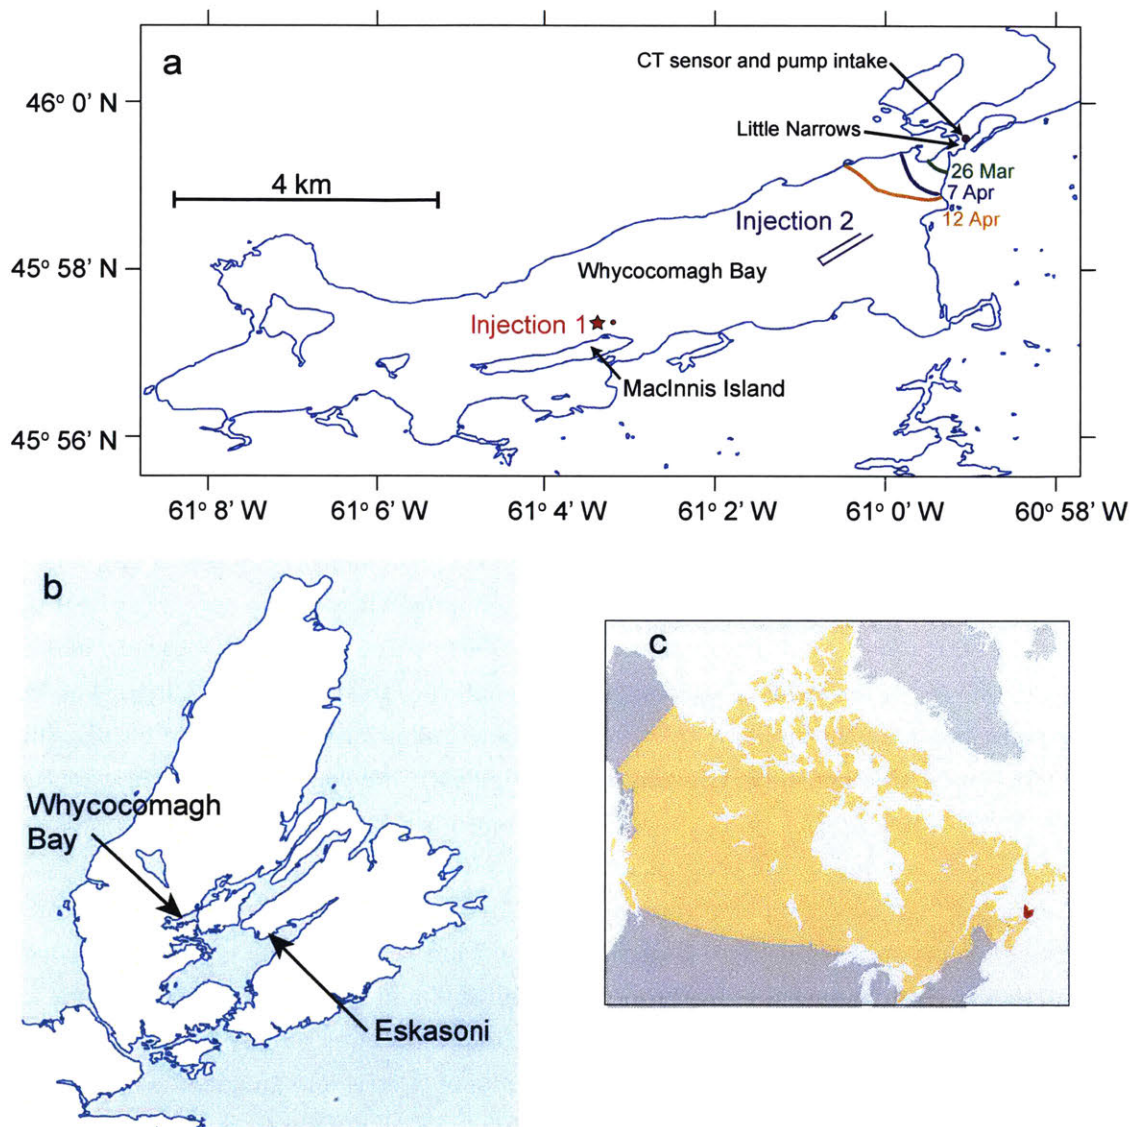 a
CT sensor and pump intake
46° 0' N
Little Narrows
26 Mar
4 km
7 Apr
12 Apr
Injection 2
45° 58' N
Whycocomagh Bay
Injection 1
MacInnis Island
45° 56' N
61° 8' W 61° 6' W 61° 4' W 61° 2' W 61° 0' W 60° 58' W
b
Whycocomagh
Bay
Eskasoni
c